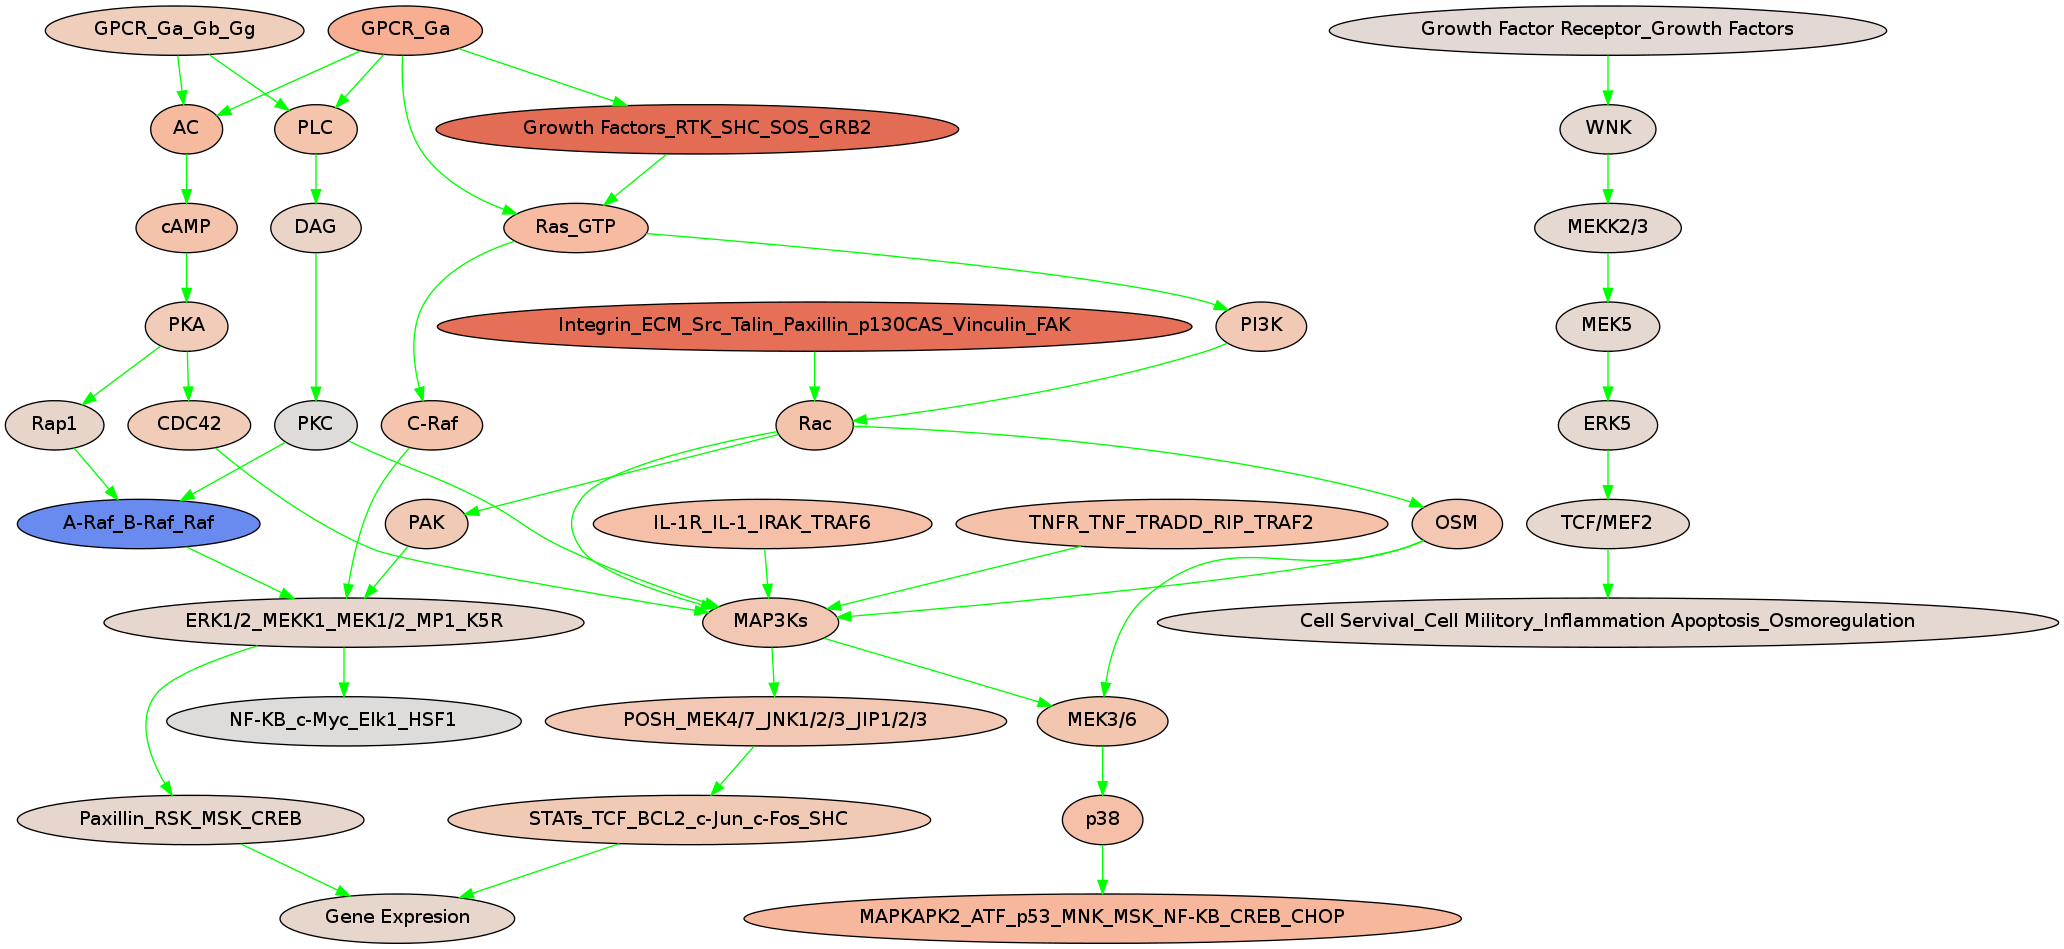 GPCR_Ga_Gb_Gg
GPCR_Ga
Growth Factor Receptor_Growth Factors
AC
PLC
Growth Factors_RTK_SHC_SOS_GRB2
WNK
cAMP
DAG
Ras_GTP
MEKK2/3
PKA
Integrin_ECM_Src_Talin_Paxillin_p130CAS_Vinculin_FAK
PI3K
MEK5
Rap1
CDC42
PKC
C-Raf
Rac
ERK5
A-Raf_B-Raf_Raf
PAK
IL-1R_IL-1_IRAK_TRAF6
TNFR_TNF_TRADD_RIP_TRAF2
OSM
TCF/MEF2
ERK1/2_MEKK1_MEK1/2_MP1_K5R
MAP3Ks
Cell Servival_Cell Military_Inflammation Apoptosis_Osmoregulation
NF-KB_c-Myc_Elk1_HSF1
POSH_MEK4/7_JNK1/2/3_JIP1/2/3
MEK3/6
Paxillin_RSK_MSK_CREB
STATs_TCF_BCL2_c-Jun_c-Fos_SHC
p38
Gene Expresion
MAPKAPK2_ATF_p53_MNK_MSK_NF-KB_CREB_CHOP